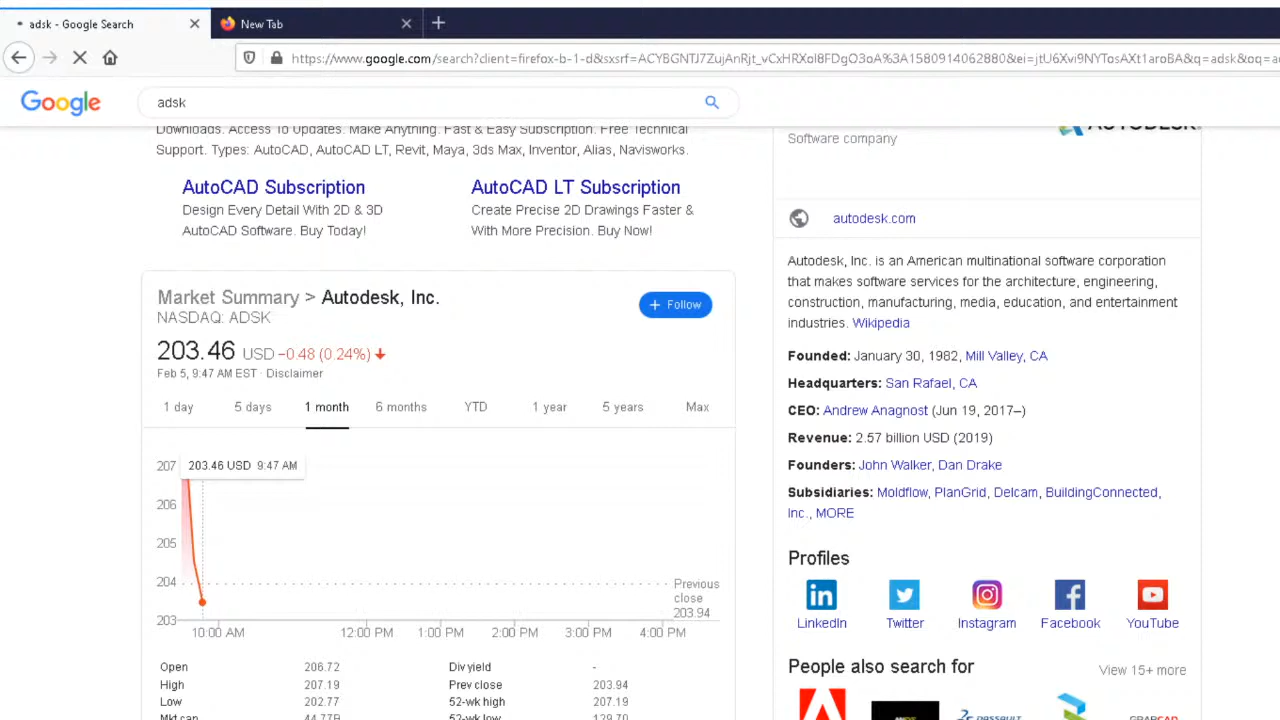 adsk - Google Search
New Tab
https://www.google.com/search?client=firefox-b-1-d&sxsrf=
Google
adsk
Downloads. Access To Updates. Make Anything. Fast & Easy Subscription. Free Technical
Support. Types: AutoCAD, AutoCAD LT, Revit, Maya, 3ds Max, Inventor, Alias, Navisworks.
AutoCAD Subscription
Design Every Detail With 2D & 3D
AutoCAD Software. Buy Today!
AutoCAD LT Subscription
Create Precise 2D Drawings Faster &
With More Precision. Buy Now!
Market Summary > Autodesk, Inc.
NASDAQ: ADSK
+ Follow
203.46 USD −0.48 (0.24%)
Feb 5, 9:47 AM EST · Disclaimer
1 day 5 days 1 month 6 months YTD 1 year 5 years Max
207
203.46 USD 9:47 AM
206
205
204
Previous
close
203.94
203
10:00 AM 12:00 PM 1:00 PM 2:00 PM 3:00 PM 4:00 PM
Open 206.72 Div yield -
High 207.19 Prev close 203.94
Low 202.77 52-wk high 207.19
Mkt cap 44.77B 52-wk low 129.70
AUTODESK
Software company
autodesk.com
Autodesk, Inc. is an American multinational software corporation
that makes software services for the architecture, engineering,
construction, manufacturing, media, education, and entertainment
industries. Wikipedia
Founded: January 30, 1982, Mill Valley, CA
Headquarters: San Rafael, CA
CEO: Andrew Anagnost (Jun 19, 2017–)
Revenue: 2.57 billion USD (2019)
Founders: John Walker, Dan Drake
Subsidiaries: Moldflow, PlanGrid, Delcam, BuildingConnected,
Inc., MORE
Profiles
LinkedIn Twitter Instagram Facebook YouTube
People also search for
View 15+ more
DASSAULT
GRABCAD